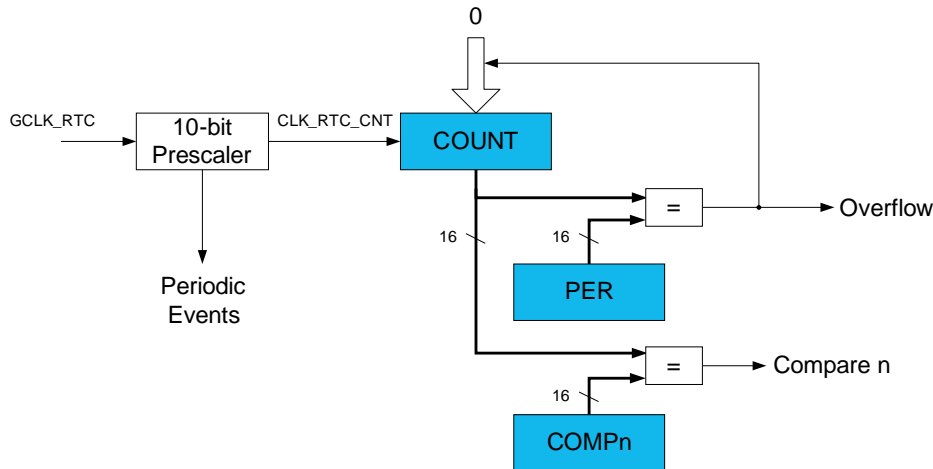 0
GCLK_RTC
10-bit
Prescaler
CLK_RTC_CNT
COUNT
=
Overflow
16
16
Periodic
Events
PER
=
Compare n
16
COMPn